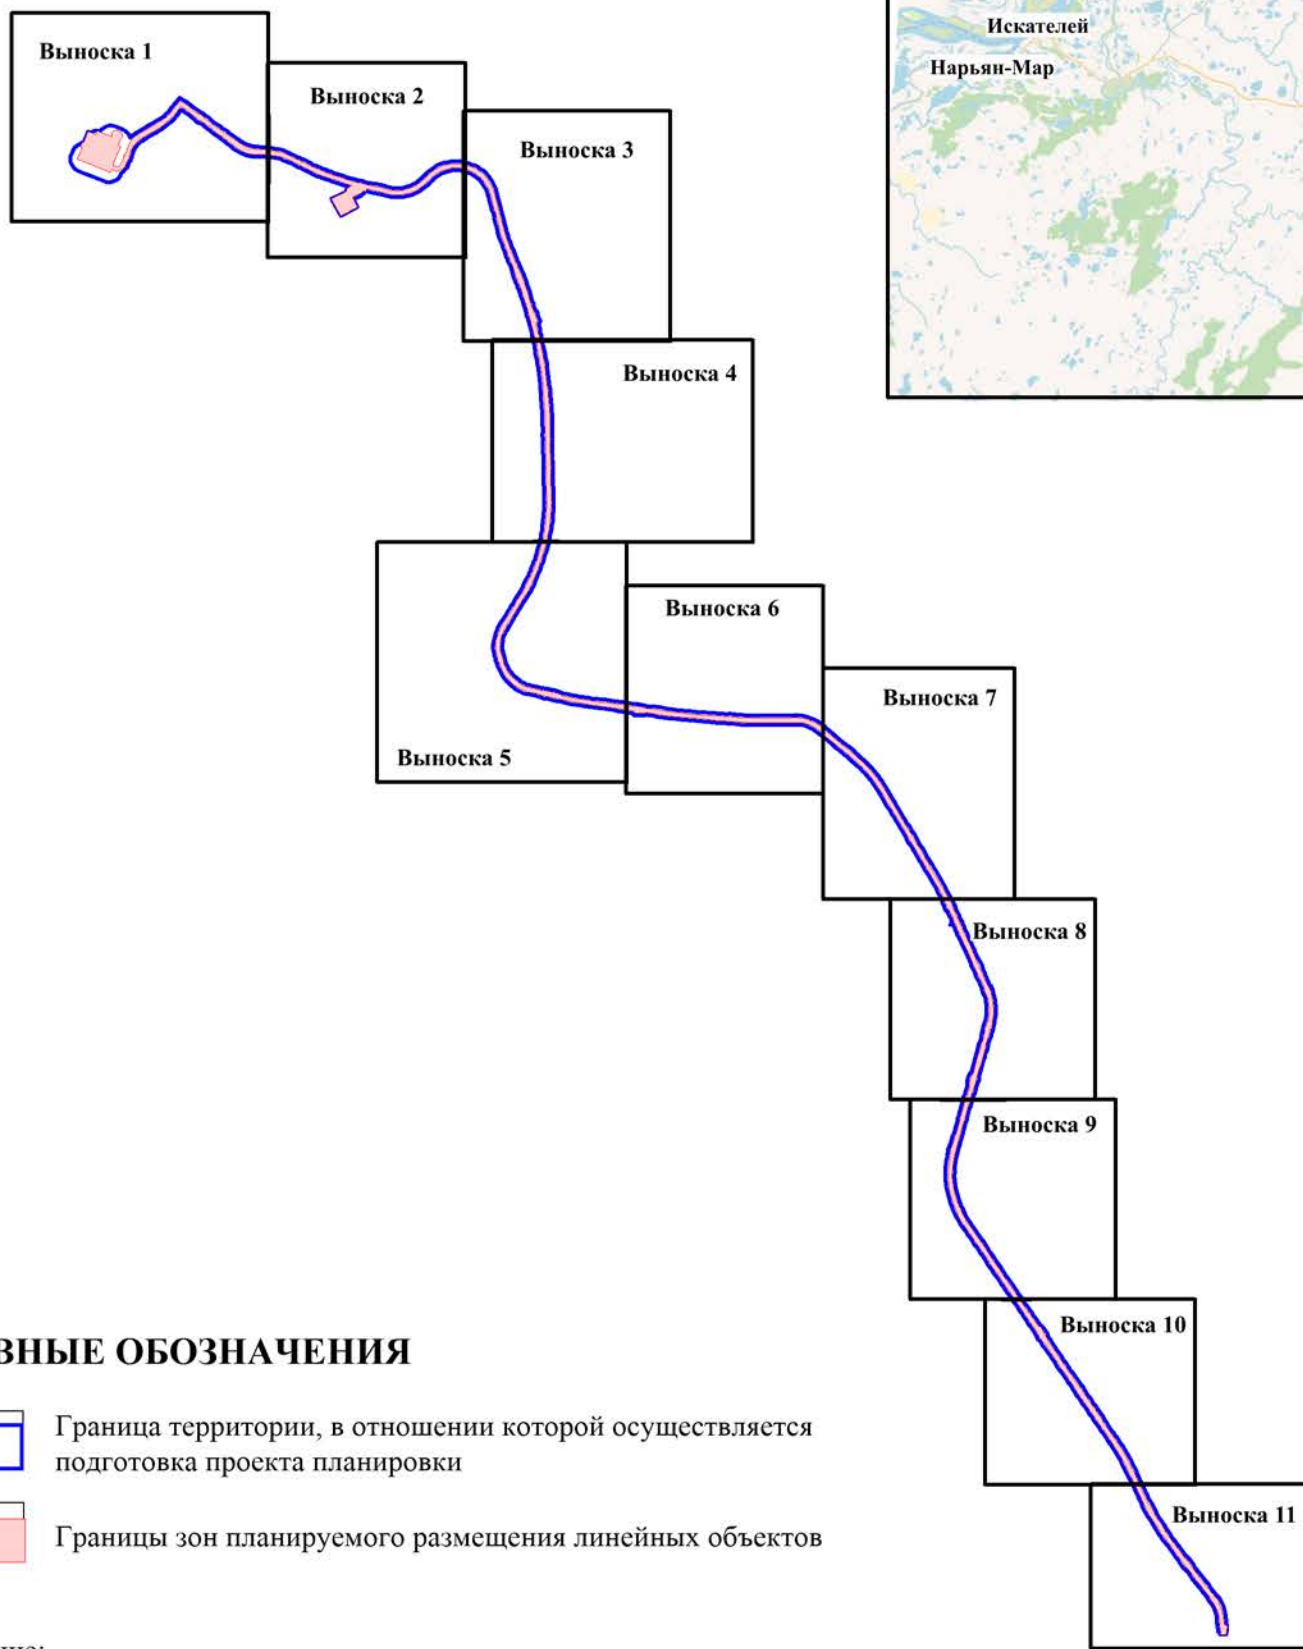 Выноска 1
Выноска 2
Выноска 3
Искателей
Нарьян-Мар
Выноска 4
Выноска 5
Выноска 6
Выноска 7
Выноска 8
Выноска 9
Выноска 10
Выноска 11
ВНЫЕ ОБОЗНАЧЕНИЯ
Граница территории, в отношении которой осуществляется
подготовка проекта планировки
Границы зон планируемого размещения линейных объектов